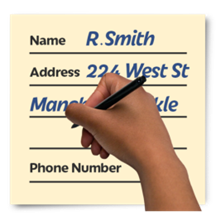 Name R.Smith
Address 224 West St
Phone Number